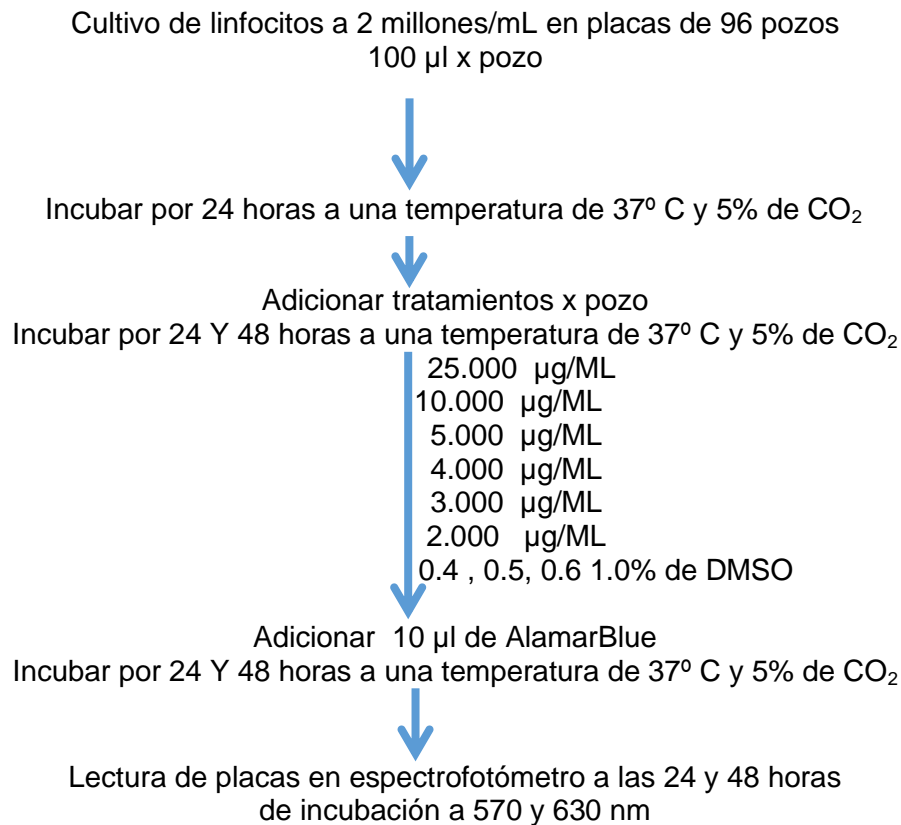 Cultivo de linfocitos a 2 millones/mL en placas de 96 pozos
100 µl x pozo
Incubar por 24 horas a una temperatura de 37º C y 5% de CO₂
Adicionar tratamientos x pozo
Incubar por 24 Y 48 horas a una temperatura de 37º C y 5% de CO₂
25.000 µg/ML
10.000 µg/ML
5.000 µg/ML
4.000 µg/ML
3.000 µg/ML
2.000 µg/ML
0.4 , 0.5, 0.6 1.0% de DMSO
Adicionar 10 µl de AlamarBlue
Incubar por 24 Y 48 horas a una temperatura de 37º C y 5% de CO₂
Lectura de placas en espectrofotómetro a las 24 y 48 horas
de incubación a 570 y 630 nm